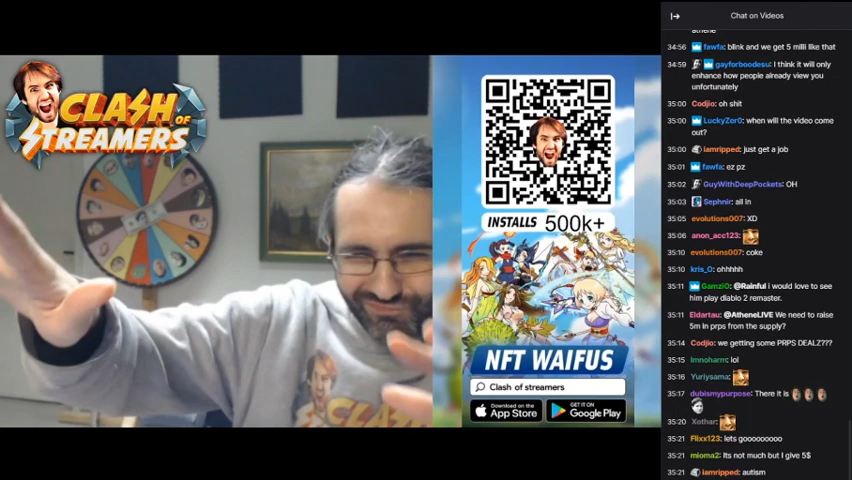 CLASH OF
STREAMERS
INSTALLS 500k+
NFT WAIFUS
Clash of streamers
Download on the
App Store
GET IT ON
Google Play
Chat on Videos
athene
34:56 fawfa: blink and we get 5 milli like that
34:59 gayforboodesu: I think it will only
enhance how people already view you
unfortunately
35:00 Codjio: oh shit
35:00 LuckyZer0: when will the video come
out?
35:00 iamripped: just get a job
35:01 fawfa: ez pz
35:02 GuyWithDeepPockets: OH
35:03 Sephnir: all in
35:05 evolutions007: XD
35:06 anon_acc123:
35:10 evolutions007: coke
35:10 kris_0: ohhhhh
35:11 GamziO: @Rainful i would love to see
him play diablo 2 remaster.
35:11 Eldartau: @AtheneLIVE We need to raise
5m in prps from the supply?
35:14 Codjio: we getting some PRPS DEALZ???
35:15 lmnoharm: lol
35:16 Yuriysama:
35:17 dubismypurpose: There it is
35:20 Xothar:
35:21 Flixx123: lets gooooooooo
35:21 mioma2: Its not much but I give 5$
35:21 iamripped: autism